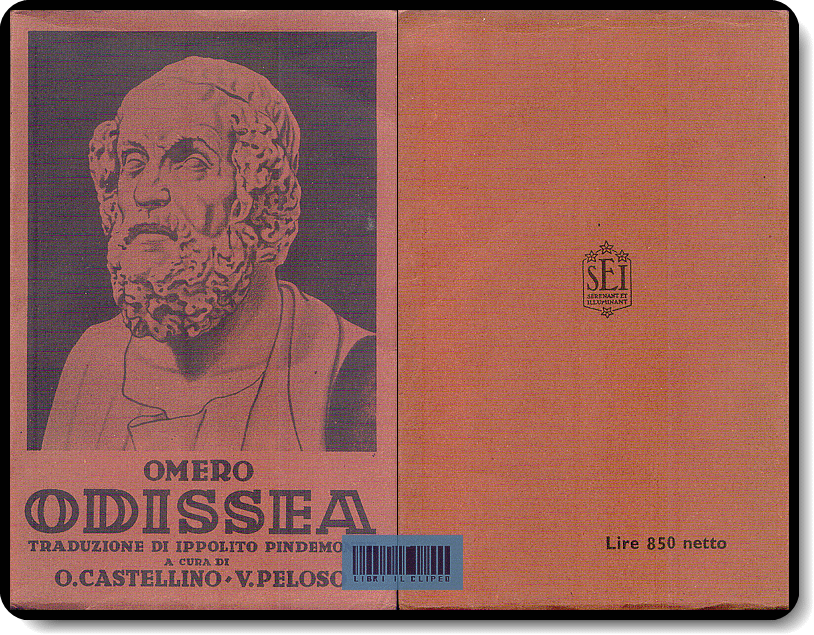 OMERO
ODISSEA
TRADUZIONE DI IPPOLITO PINDEMO
A CURA DI
O. CASTELLINO · V. PELOSO
LIBRI IL CLIPEO
SEI
SERENANT ET
ILLUMINANT
Lire 850 netto